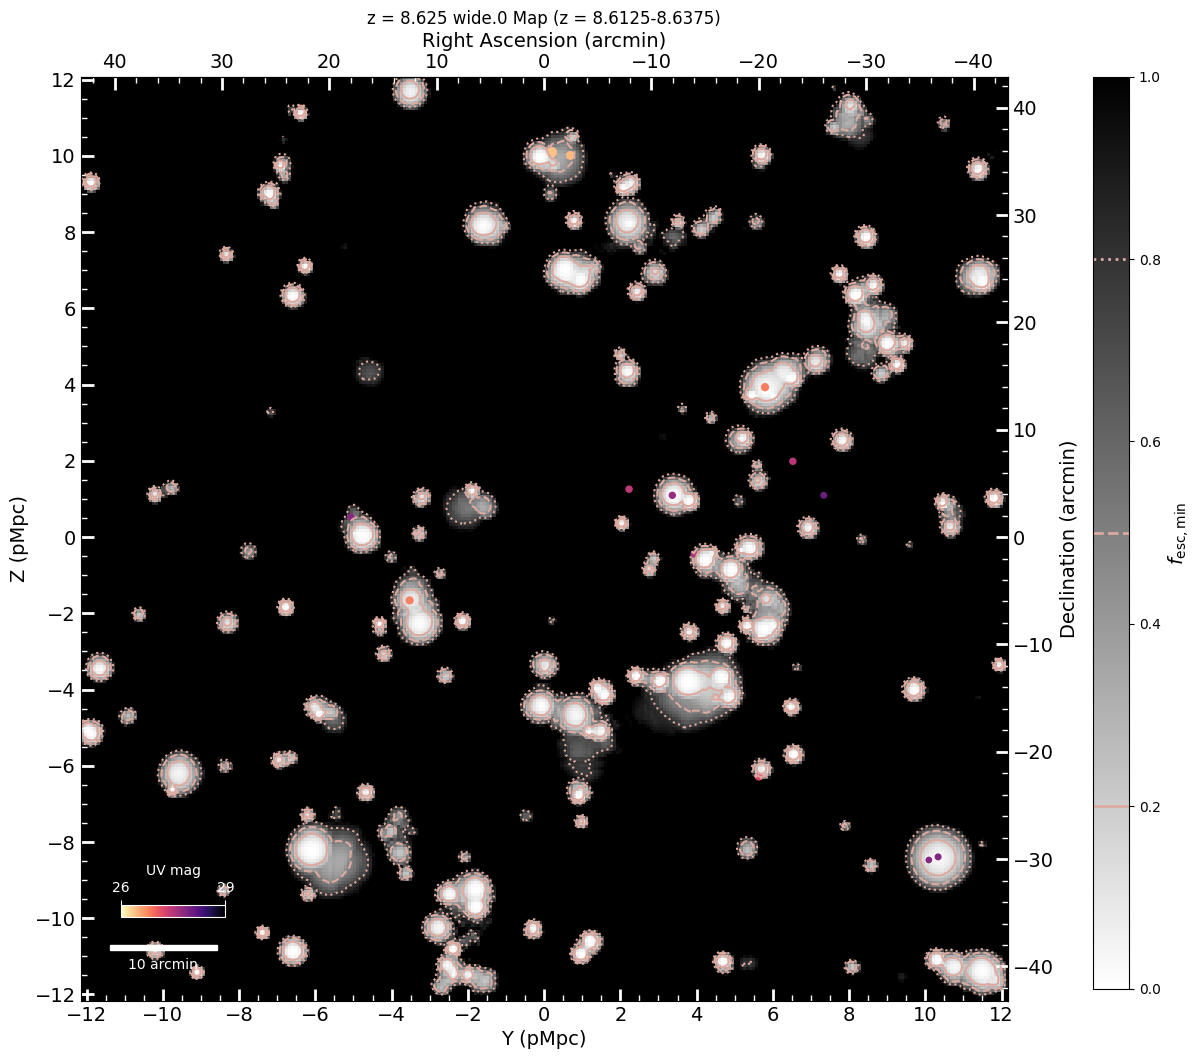 z = 8.625 wide.0 Map (z = 8.6125-8.6375)
Right Ascension (arcmin)
40 30 20 10 0 −10 −20 −30 −40
12 10 8 6 4 2 0 −2 −4 −6 −8 −10 −12
Z (pMpc)
40 30 20 10 0 −10 −20 −30 −40
Declination (arcmin)
1.0 0.8 0.6 0.4 0.2 0.0
f_esc,min
UV mag
26 29
10 arcmin
−12 −10 −8 −6 −4 −2 0 2 4 6 8 10 12
Y (pMpc)